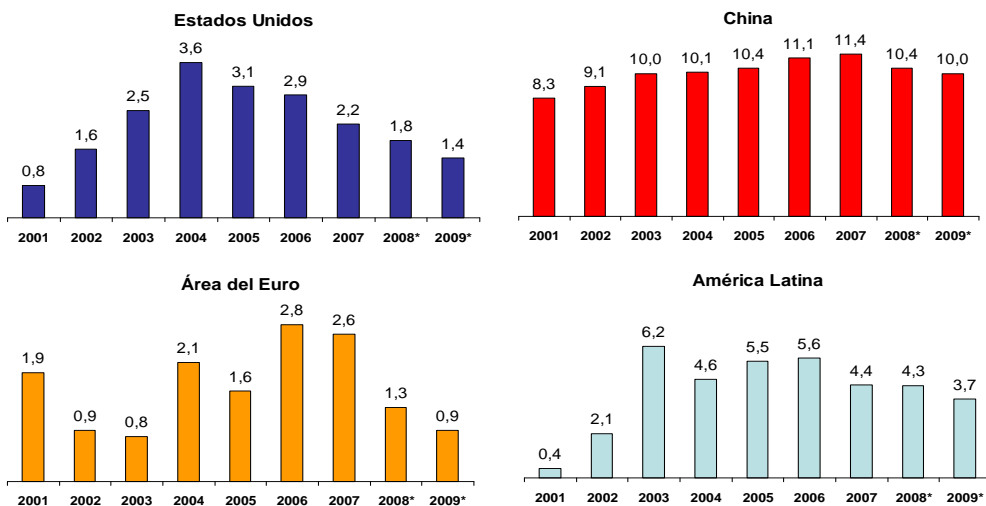 Estados Unidos
0,8 1,6 2,5 3,6 3,1 2,9 2,2 1,8 1,4
2001 2002 2003 2004 2005 2006 2007 2008* 2009*
China
8,3 9,1 10,0 10,1 10,4 11,1 11,4 10,4 10,0
2001 2002 2003 2004 2005 2006 2007 2008* 2009*
Área del Euro
1,9 0,9 0,8 2,1 1,6 2,8 2,6 1,3 0,9
2001 2002 2003 2004 2005 2006 2007 2008* 2009*
América Latina
0,4 2,1 6,2 4,6 5,5 5,6 4,4 4,3 3,7
2001 2002 2003 2004 2005 2006 2007 2008* 2009*